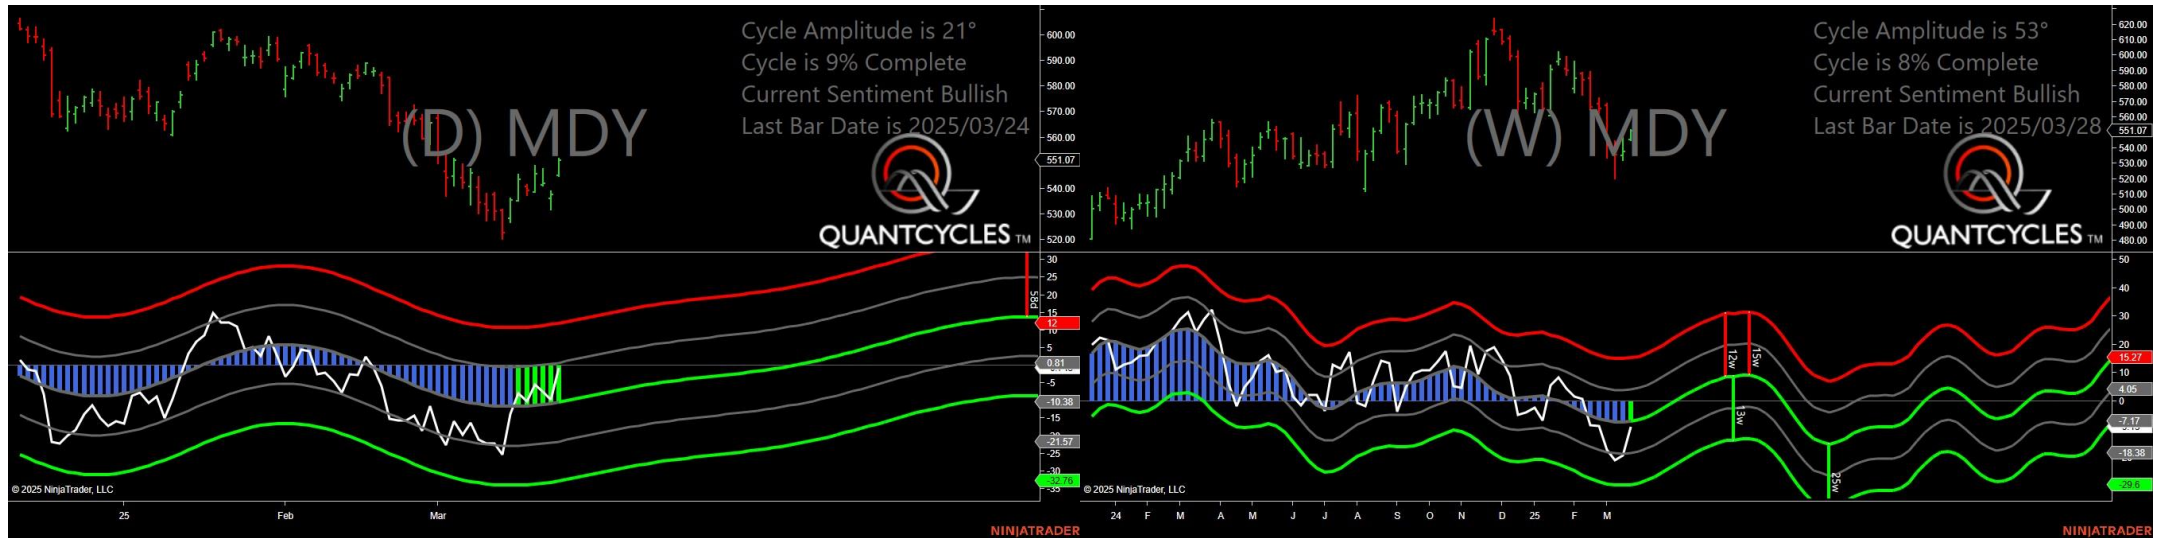 Cycle Amplitude is 21°
Cycle is 9% Complete
Current Sentiment Bullish
Last Bar Date is 2025/03/24
(D) MDY
QUANTCYCLES TM
600.00
590.00
580.00
570.00
560.00
551.07
540.00
530.00
520.00
30
25
20
15
12
10
5
0.81
-5
-10.38
-15
-21.57
-25
-32.76
-35
58d
© 2025 NinjaTrader, LLC
25
Feb
Mar
NINJATRADER
Cycle Amplitude is 53°
Cycle is 8% Complete
Current Sentiment Bullish
Last Bar Date is 2025/03/28
(W) MDY
QUANTCYCLES TM
620.00
610.00
600.00
590.00
580.00
570.00
560.00
551.07
540.00
530.00
520.00
510.00
500.00
490.00
480.00
50
40
30
20
15.27
10
4.05
0
-7.17
-18.38
-29.6
12w
15w
13w
25w
© 2025 NinjaTrader, LLC
24 F M A M J J A S O N D 25 F M
NINJATRADER